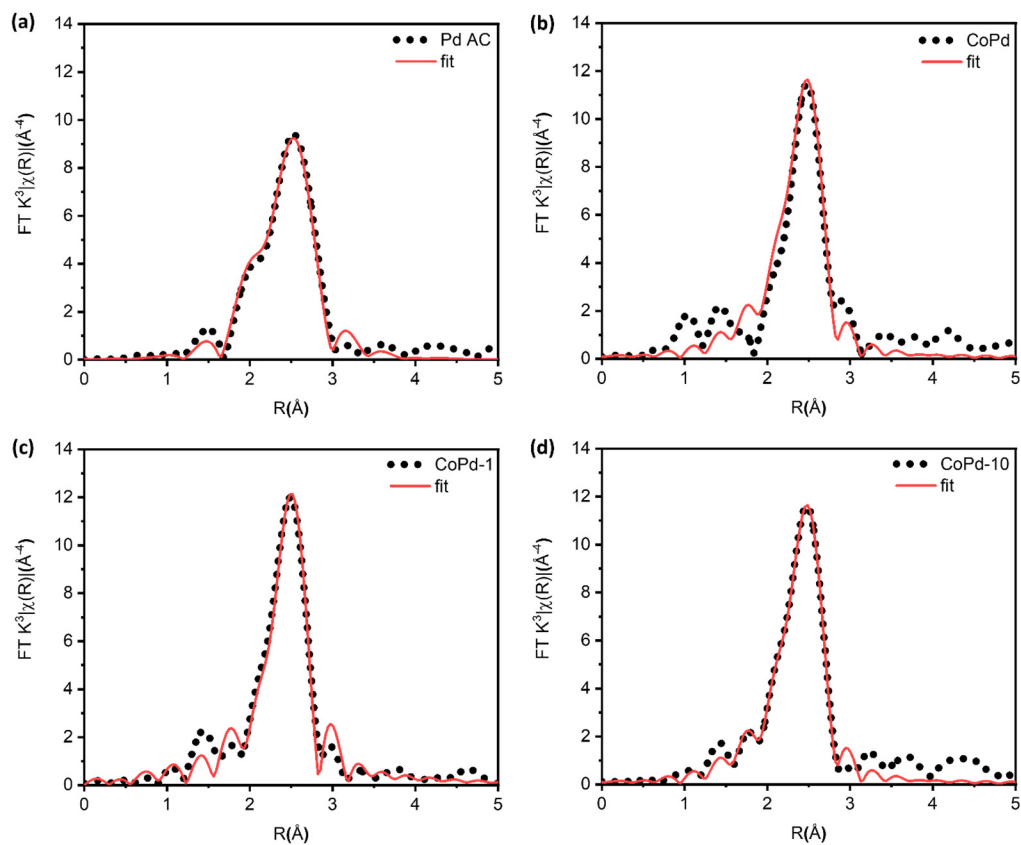 (a)
14
12
10
8
6
4
2
0
FT K³|χ(R)|(Å⁻⁴)
Pd AC
fit
0 1 2 3 4 5
R(Å)
(b)
14
12
10
8
6
4
2
0
FT K³|χ(R)|(Å⁻⁴)
CoPd
fit
0 1 2 3 4 5
R(Å)
(c)
14
12
10
8
6
4
2
0
FT K³|χ(R)|(Å⁻⁴)
CoPd-1
fit
0 1 2 3 4 5
R(Å)
(d)
14
12
10
8
6
4
2
0
FT K³|χ(R)|(Å⁻⁴)
CoPd-10
fit
0 1 2 3 4 5
R(Å)